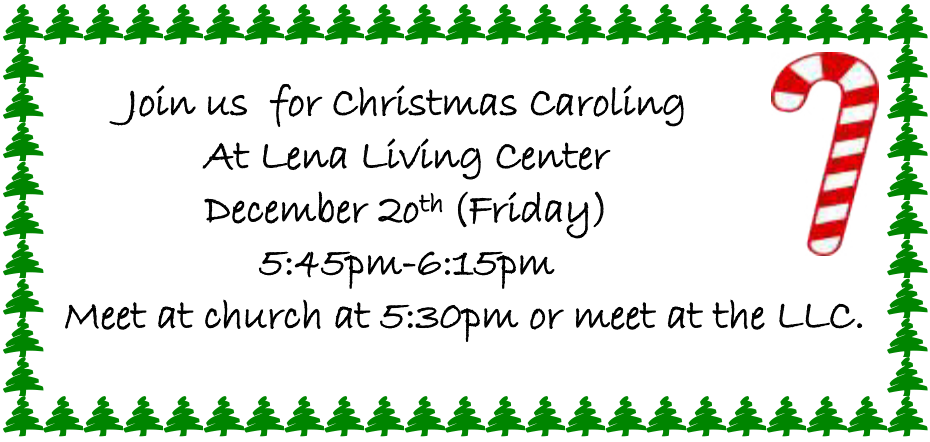 Join us for Christmas Caroling
At Lena Living Center
December 20th (Friday)
5:45pm-6:15pm
Meet at church at 5:30pm or meet at the LLC.